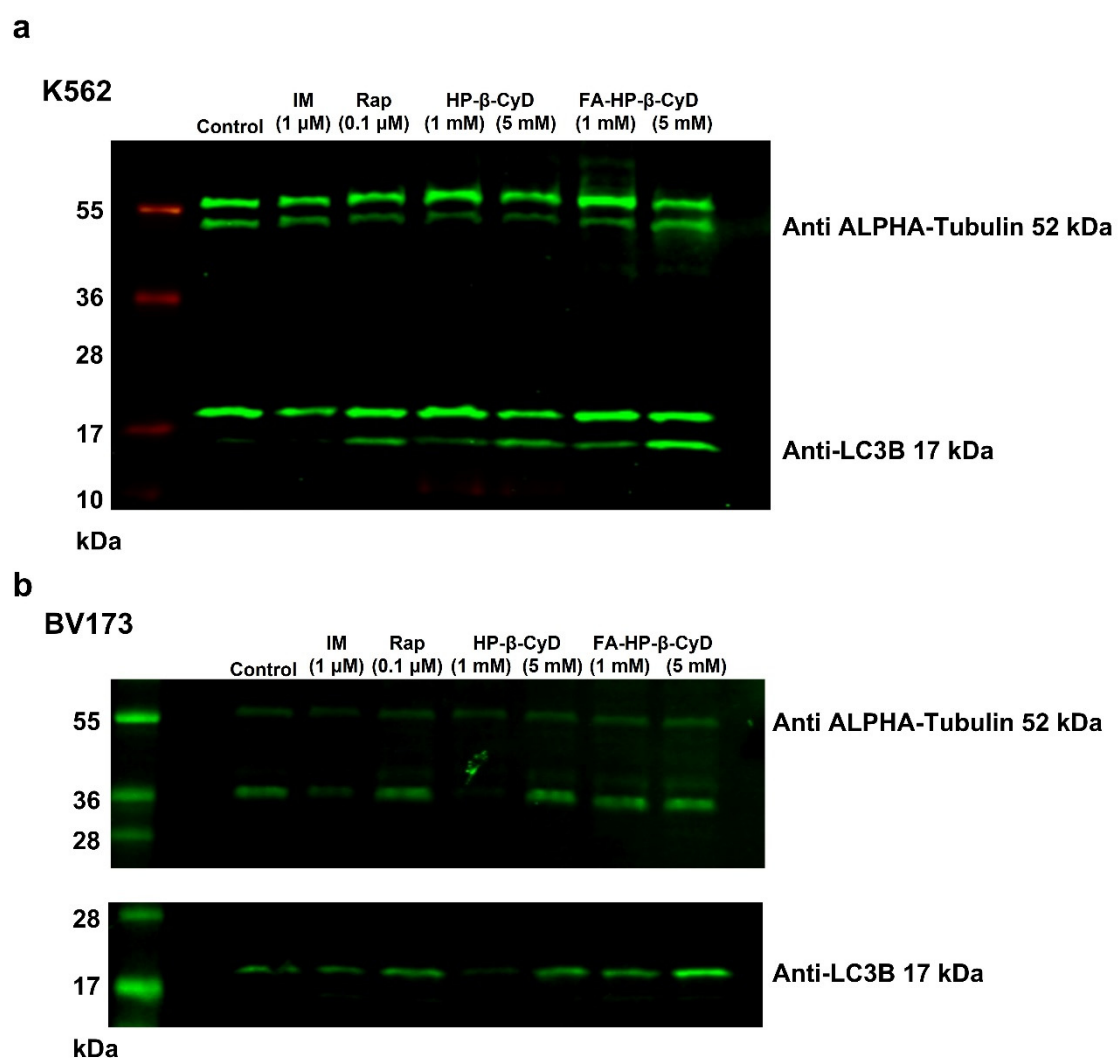 a
K562
IM Rap HP-β-CyD FA-HP-β-CyD
Control (1 µM) (0.1 µM) (1 mM) (5 mM) (1 mM) (5 mM)
55
Anti ALPHA-Tubulin 52 kDa
36
28
17
Anti-LC3B 17 kDa
10
kDa
b
BV173
IM Rap HP-β-CyD FA-HP-β-CyD
Control (1 µM) (0.1 µM) (1 mM) (5 mM) (1 mM) (5 mM)
55
Anti ALPHA-Tubulin 52 kDa
36
28
28
17
Anti-LC3B 17 kDa
kDa